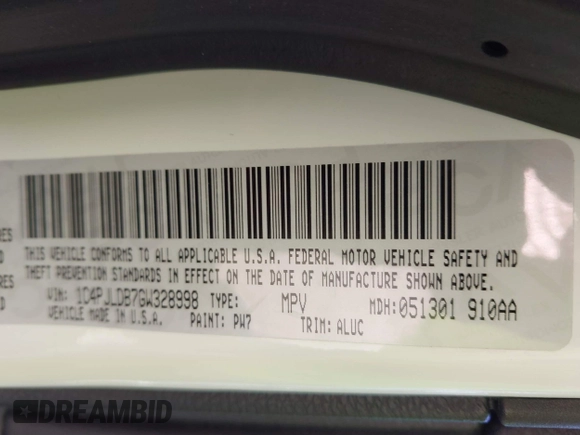 THIS VEHICLE CONFORMS TO ALL APPLICABLE U.S.A. FEDERAL MOTOR VEHICLE SAFETY AND
THEFT PREVENTION STANDARDS IN EFFECT ON THE DATE OF MANUFACTURE SHOWN ABOVE.
VIN: 1C4PJLDB7GW328998 TYPE: MPV MDH:051301 910AA
VEHICLE MADE IN U.S.A. PAINT: PW7 TRIM: ALUC
DREAMBID